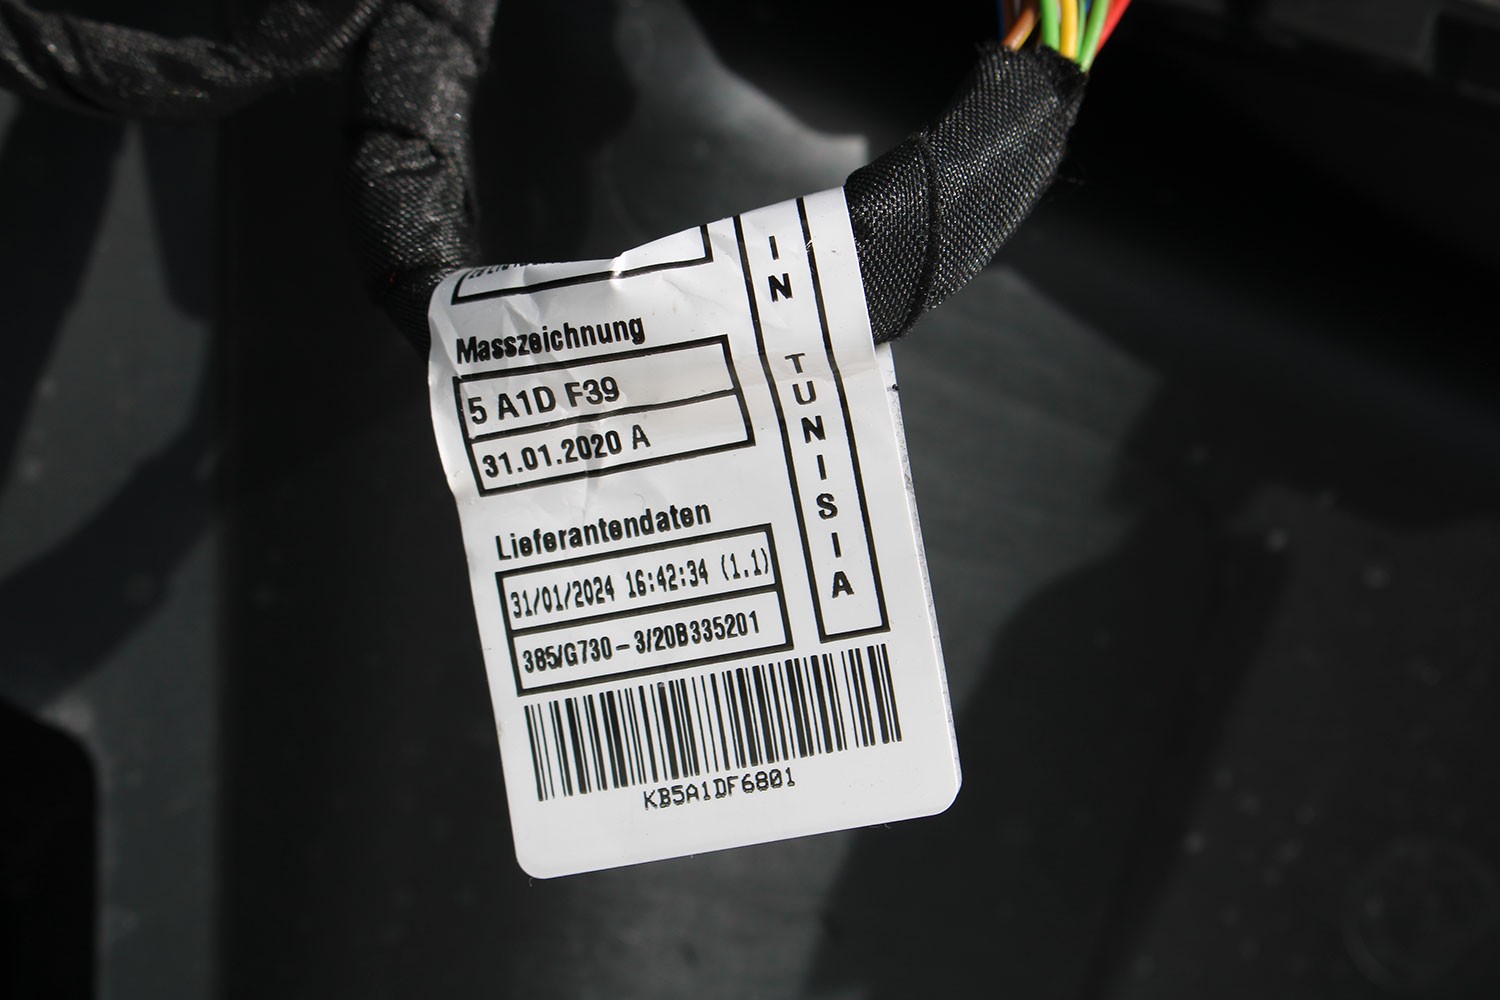 Masszeichnung
5 A1D F39
31.01.2020 A
Lieferantendaten
31/01/2024 16:42:34 (1.1)
385/G730-3/20B335201
KB5A1DF6801
IN TUNISIA